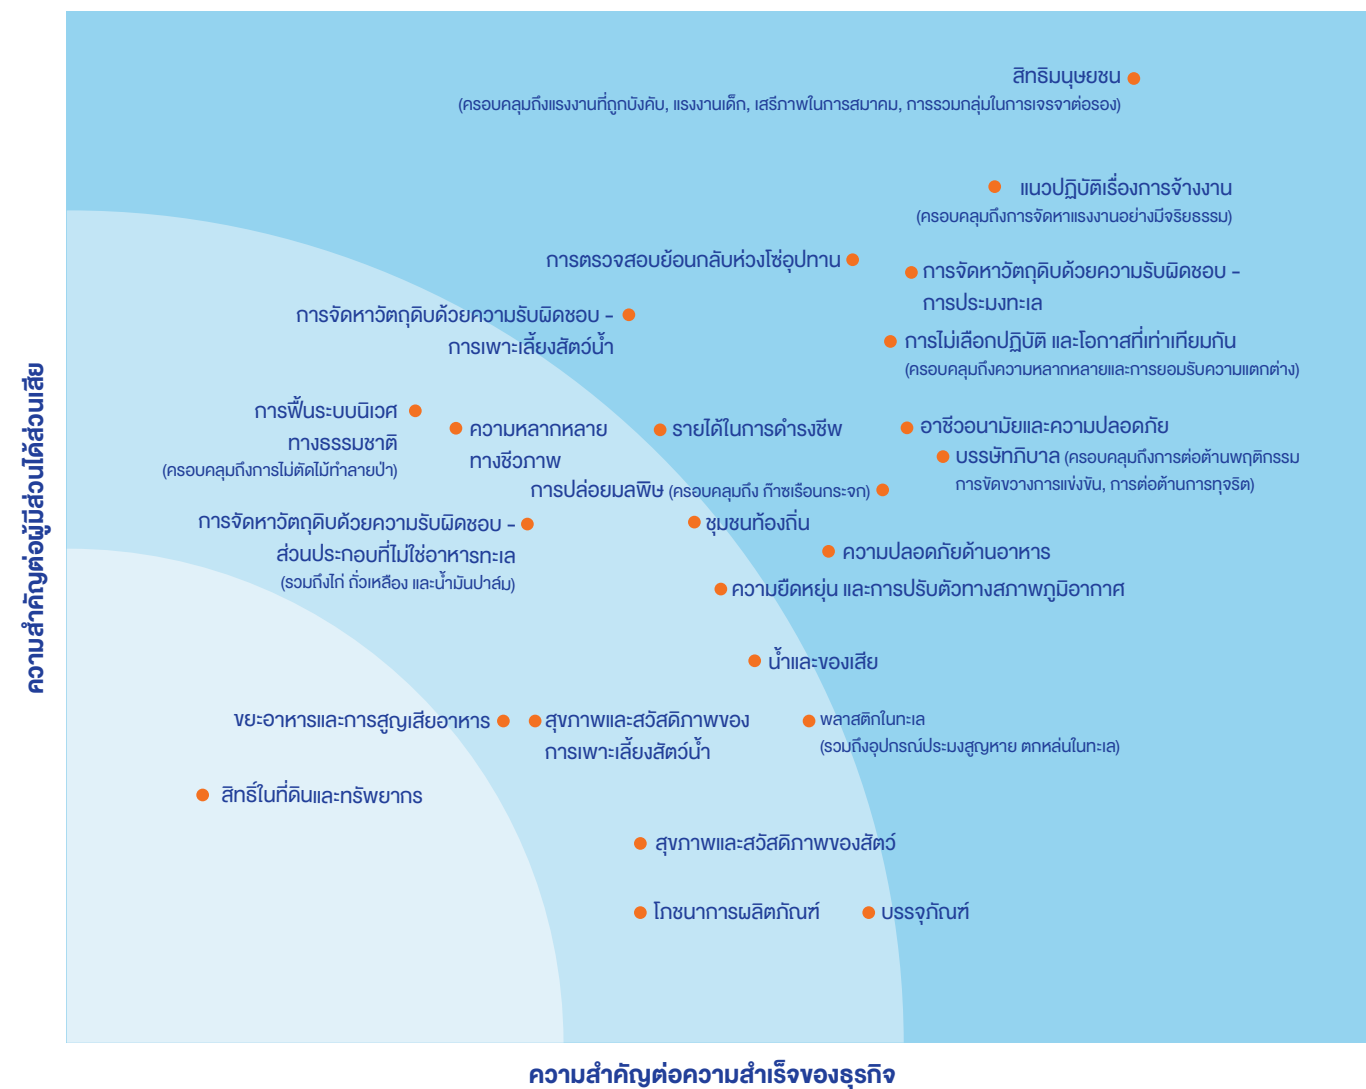 สิทธิมนุษยชน
(ครอบคลุมถึงแรงงานที่ถูกบังคับ, แรงงานเด็ก, เสรีภาพในการสมาคม, การรวมกลุ่มในการเจรจาต่อรอง)
แนวปฏิบัติเรื่องการจ้างงาน
(ครอบคลุมถึงการจัดหาแรงงานอย่างมีจริยธรรม)
การตรวจสอบย้อนกลับห่วงโซ่อุปทาน
การจัดหาวัตถุดิบด้วยความรับผิดชอบ -
การประมงทะเล
การจัดหาวัตถุดิบด้วยความรับผิดชอบ -
การเพาะเลี้ยงสัตว์น้ำ
การไม่เลือกปฏิบัติ และโอกาสที่เท่าเทียมกัน
(ครอบคลุมถึงความหลากหลายและการยอมรับความแตกต่าง)
การฟื้นระบบนิเวศ
ทางธรรมชาติ
(ครอบคลุมถึงการไม่ตัดไม้ทำลายป่า)
ความหลากหลาย
ทางชีวภาพ
รายได้ในการดำรงชีพ
อาชีวอนามัยและความปลอดภัย
บรรษัทภิบาล (ครอบคลุมถึงการต่อต้านพฤติกรรม
การขัดขวางการแข่งขัน, การต่อต้านการทุจริต)
การปล่อยมลพิษ (ครอบคลุมถึง ก๊าซเรือนกระจก)
การจัดหาวัตถุดิบด้วยความรับผิดชอบ -
ส่วนประกอบที่ไม่ใช่อาหารทะเล
(รวมถึงไก่ ถั่วเหลือง และน้ำมันปาล์ม)
ชุมชนท้องถิ่น
ความปลอดภัยด้านอาหาร
ความยืดหยุ่น และการปรับตัวทางสภาพภูมิอากาศ
น้ำและของเสีย
ขยะอาหารและการสูญเสียอาหาร
สุขภาพและสวัสดิภาพของ
การเพาะเลี้ยงสัตว์น้ำ
พลาสติกในทะเล
(รวมถึงอุปกรณ์ประมงสูญหาย ตกหล่นในทะเล)
สิทธิ์ในที่ดินและทรัพยากร
สุขภาพและสวัสดิภาพของสัตว์
โภชนาการผลิตภัณฑ์
บรรจุภัณฑ์
ความสำคัญต่อผู้มีส่วนได้ส่วนเสีย
ความสำคัญต่อความสำเร็จของธุรกิจ